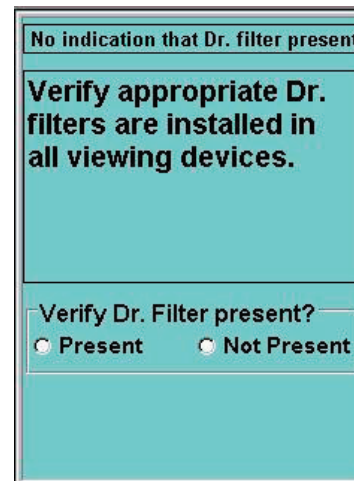 No indication that Dr. filter present
Verify appropriate Dr.
filters are installed in
all viewing devices.
Verify Dr. Filter present?
Present Not Present